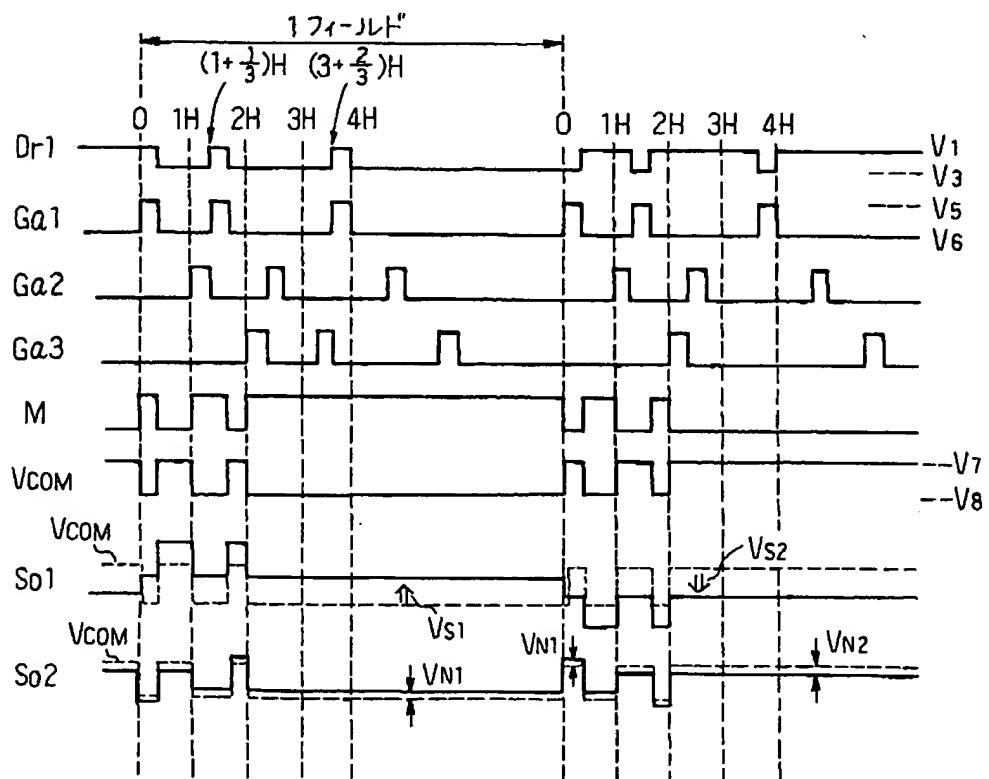 1フィールド
(1+1/3)H (3+2/3)H
0 1H 2H 3H 4H 0 1H 2H 3H 4H
Dr1 V1
V3
Ga1 V5
V6
Ga2
Ga3
M
VCOM V7
V8
VCOM VS2
So1
VS1
VCOM VN1 VN2
So2 VN1